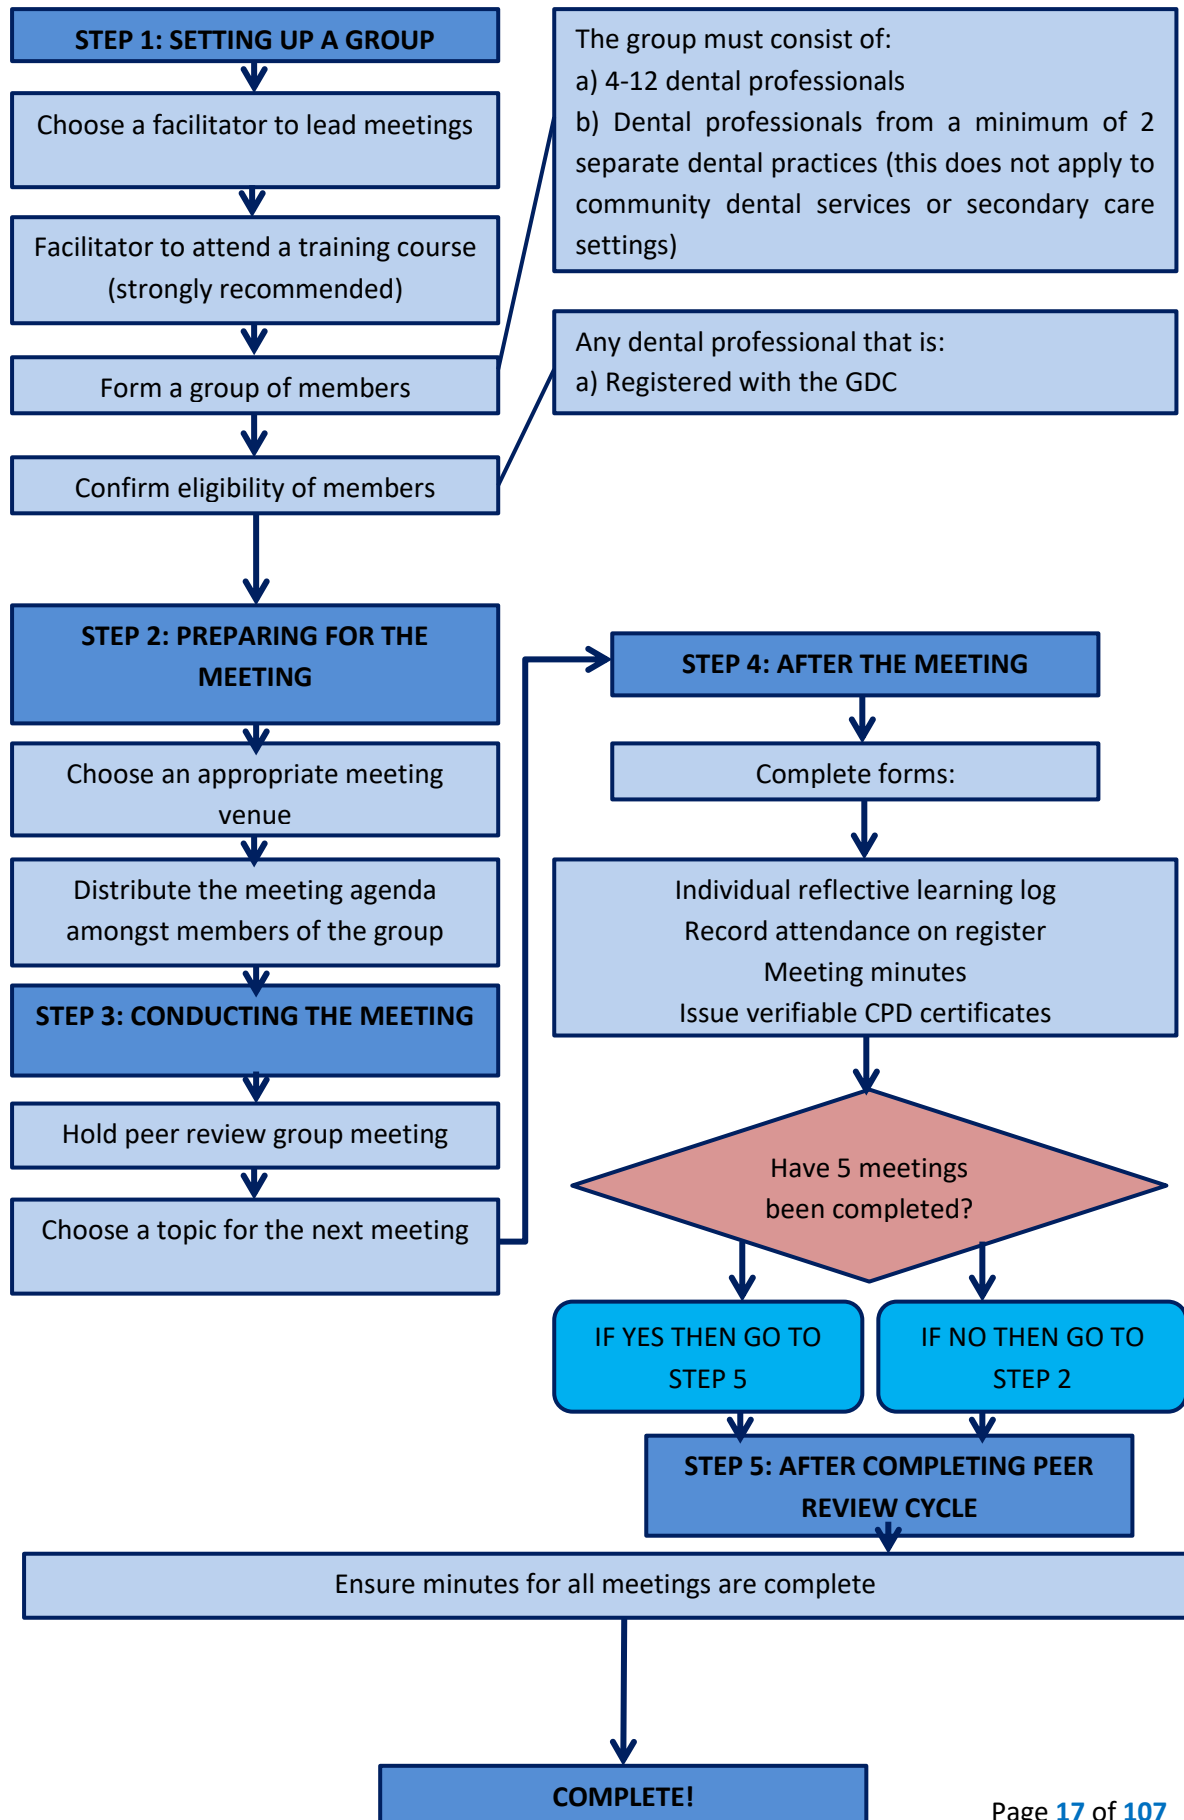 STEP 1: SETTING UP A GROUP
Choose a facilitator to lead meetings
Facilitator to attend a training course
(strongly recommended)
Form a group of members
Confirm eligibility of members
The group must consist of:
a) 4-12 dental professionals
b) Dental professionals from a minimum of 2
separate dental practices (this does not apply to
community dental services or secondary care
settings)
Any dental professional that is:
a) Registered with the GDC
STEP 2: PREPARING FOR THE
MEETING
Choose an appropriate meeting
venue
Distribute the meeting agenda
amongst members of the group
STEP 3: CONDUCTING THE MEETING
Hold peer review group meeting
Choose a topic for the next meeting
STEP 4: AFTER THE MEETING
Complete forms:
Individual reflective learning log
Record attendance on register
Meeting minutes
Issue verifiable CPD certificates
Have 5 meetings
been completed?
IF YES THEN GO TO
STEP 5
IF NO THEN GO TO
STEP 2
STEP 5: AFTER COMPLETING PEER
REVIEW CYCLE
Ensure minutes for all meetings are complete
COMPLETE!
Page 17 of 107